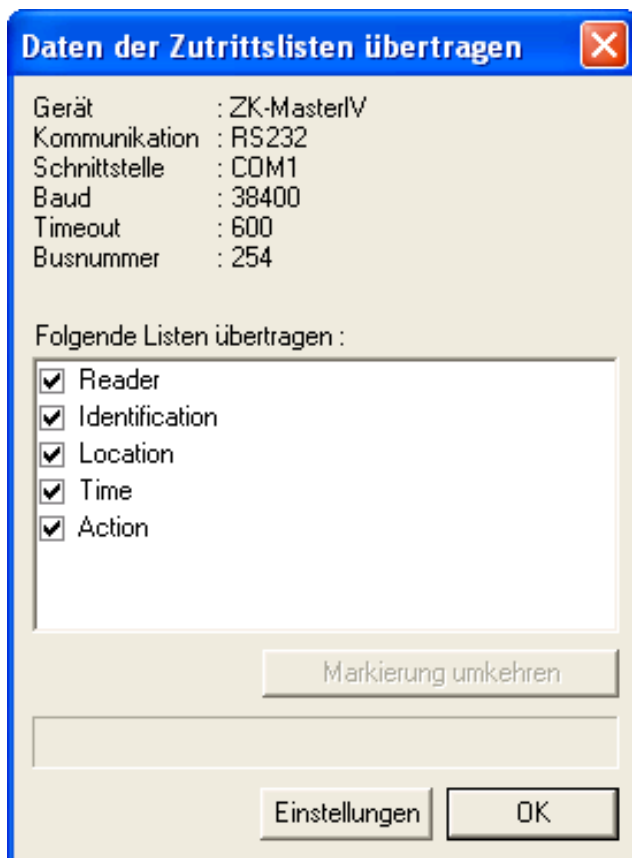 Daten der Zutrittslisten übertragen
Gerät : ZK-MasterIV
Kommunikation : RS232
Schnittstelle : COM1
Baud : 38400
Timeout : 600
Busnummer : 254
Folgende Listen übertragen :
Reader
Identification
Location
Time
Action
Markierung umkehren
Einstellungen OK